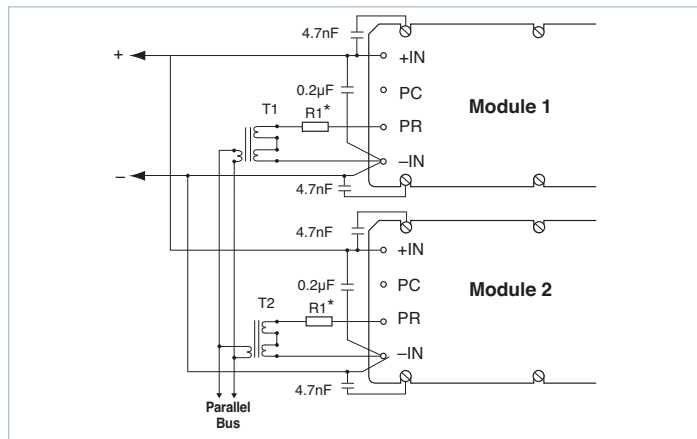 4.7nF
+
+IN
0.2µF
PC
Module 1
T1
R1*
PR
–IN
–
4.7nF
4.7nF
+IN
0.2µF
PC
Module 2
T2
R1*
PR
–IN
4.7nF
Parallel
Bus